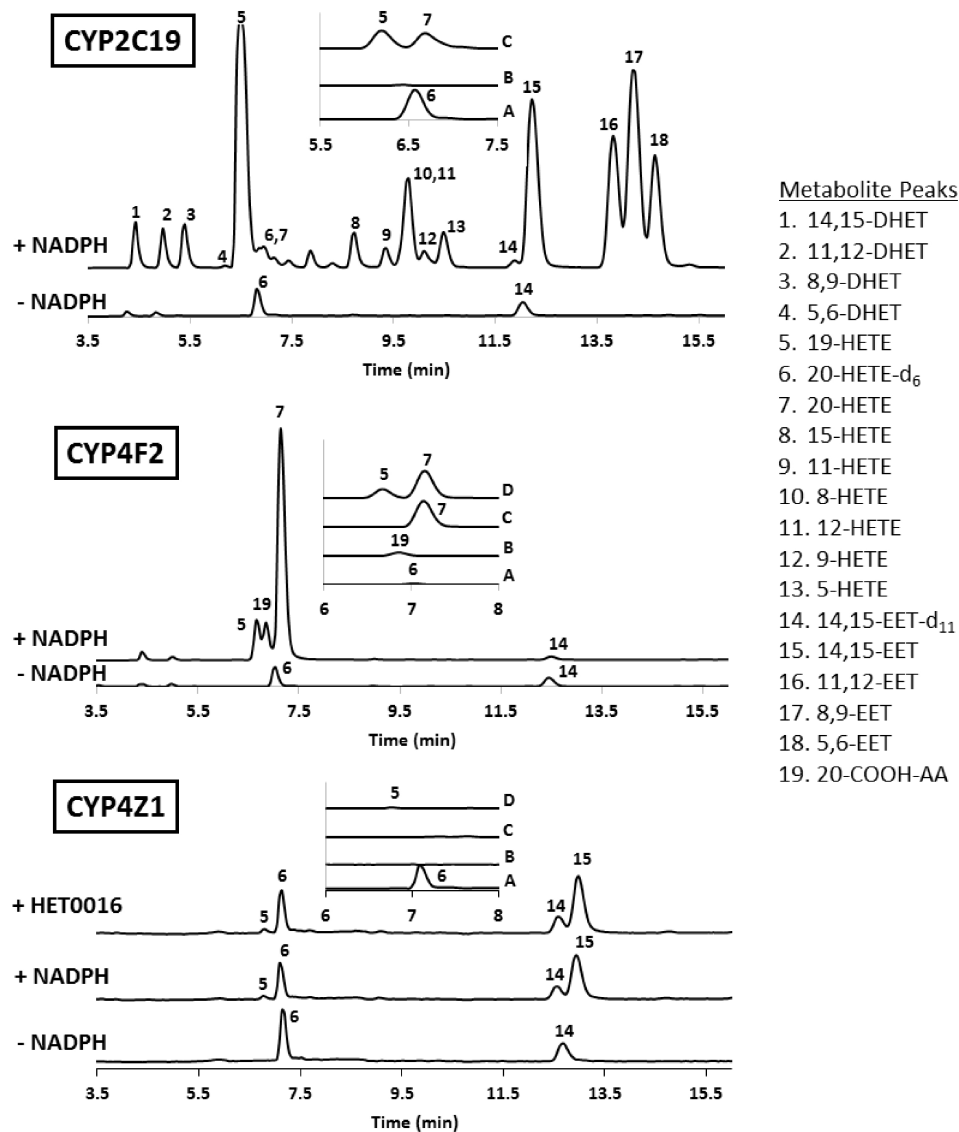 CYP2C19
5
5 7
C
B
6
A
5.5 6.5 7.5
17
15
16
18
10,11
1 2 3
4
6,7
8
9
12
13
14
+ NADPH
- NADPH
6
14
3.5 5.5 7.5 9.5 11.5 13.5 15.5
Time (min)
CYP4F2
7
5 7
D
7
C
19
B
6
A
6 7 8
5 19
14
+ NADPH
- NADPH
6
14
3.5 5.5 7.5 9.5 11.5 13.5 15.5
Time (min)
CYP4Z1
5
D
C
B
6
A
6 7 8
+ HET0016
5 6
14 15
+ NADPH
5 6
14 15
- NADPH
6
14
3.5 5.5 7.5 9.5 11.5 13.5 15.5
Time (min)
Metabolite Peaks
1. 14,15-DHET
2. 11,12-DHET
3. 8,9-DHET
4. 5,6-DHET
5. 19-HETE
6. 20-HETE-d6
7. 20-HETE
8. 15-HETE
9. 11-HETE
10. 8-HETE
11. 12-HETE
12. 9-HETE
13. 5-HETE
14. 14,15-EET-d11
15. 14,15-EET
16. 11,12-EET
17. 8,9-EET
18. 5,6-EET
19. 20-COOH-AA